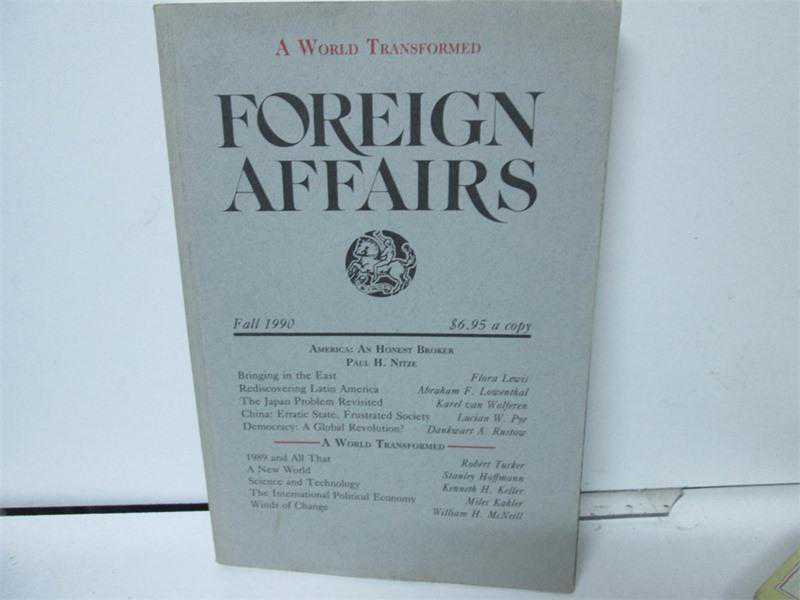 A WORLD TRANSFORMED
FOREIGN
AFFAIRS
Fall 1990 $6.95 a copy
AMERICA: AN HONEST BROKER
PAUL H. NITZE
Bringing in the East Flora Lewis
Rediscovering Latin America Abraham F. Lowenthal
The Japan Problem Revisited Karel van Wolferen
China: Erratic State, Frustrated Society Lucian W. Pye
Democracy: A Global Revolution? Dankwart A. Rustow
A WORLD TRANSFORMED
1989 and All That Robert Tucker
A New World Stanley Hoffmann
Science and Technology Kenneth H. Keller
The International Political Economy Miles Kahler
Winds of Change William H. McNeill